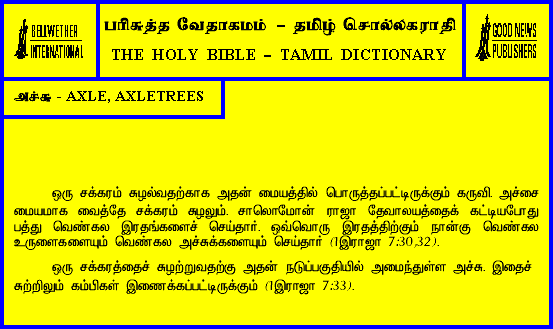 BELLWETHER
INTERNATIONAL
பரிசுத்த வேதாகமம் – தமிழ் சொல்லகராதி
THE HOLY BIBLE – TAMIL DICTIONARY
GOOD NEWS
PUBLISHERS
அச்சு - AXLE, AXLETREES
ஒரு சக்கரம் சுழல்வதற்காக அதன் மையத்தில் பொருத்தப்பட்டிருக்கும் கருவி. அச்சை
மையமாக வைத்தே சக்கரம் சுழலும். சாலொமோன் ராஜா தேவாலயத்தைக் கட்டியபோது
பத்து வெண்கல இரதங்களைச் செய்தார். ஒவ்வொரு இரதத்திற்கும் நான்கு வெண்கல
உருளைகளையும் வெண்கல அச்சுக்களையும் செய்தார் (1இராஜா 7:30,32).
ஒரு சக்கரத்தைச் சுழற்றுவதற்கு அதன் நடுப்பகுதியில் அமைந்துள்ள அச்சு. இதைச்
சுற்றிலும் கம்பிகள் இணைக்கப்பட்டிருக்கும் (1இராஜா 7:33).